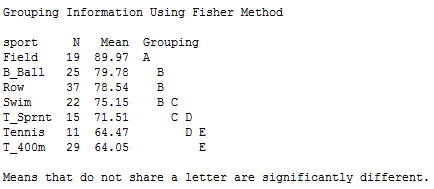 Grouping Information Using Fisher Method
sport N Mean Grouping
Field 19 89.97 A
B_Ball 25 79.78 B
Row 37 78.54 B
Swim 22 75.15 B C
T_Sprnt 15 71.51 C D
Tennis 11 64.47 D E
T_400m 29 64.05 E
Means that do not share a letter are significantly different.